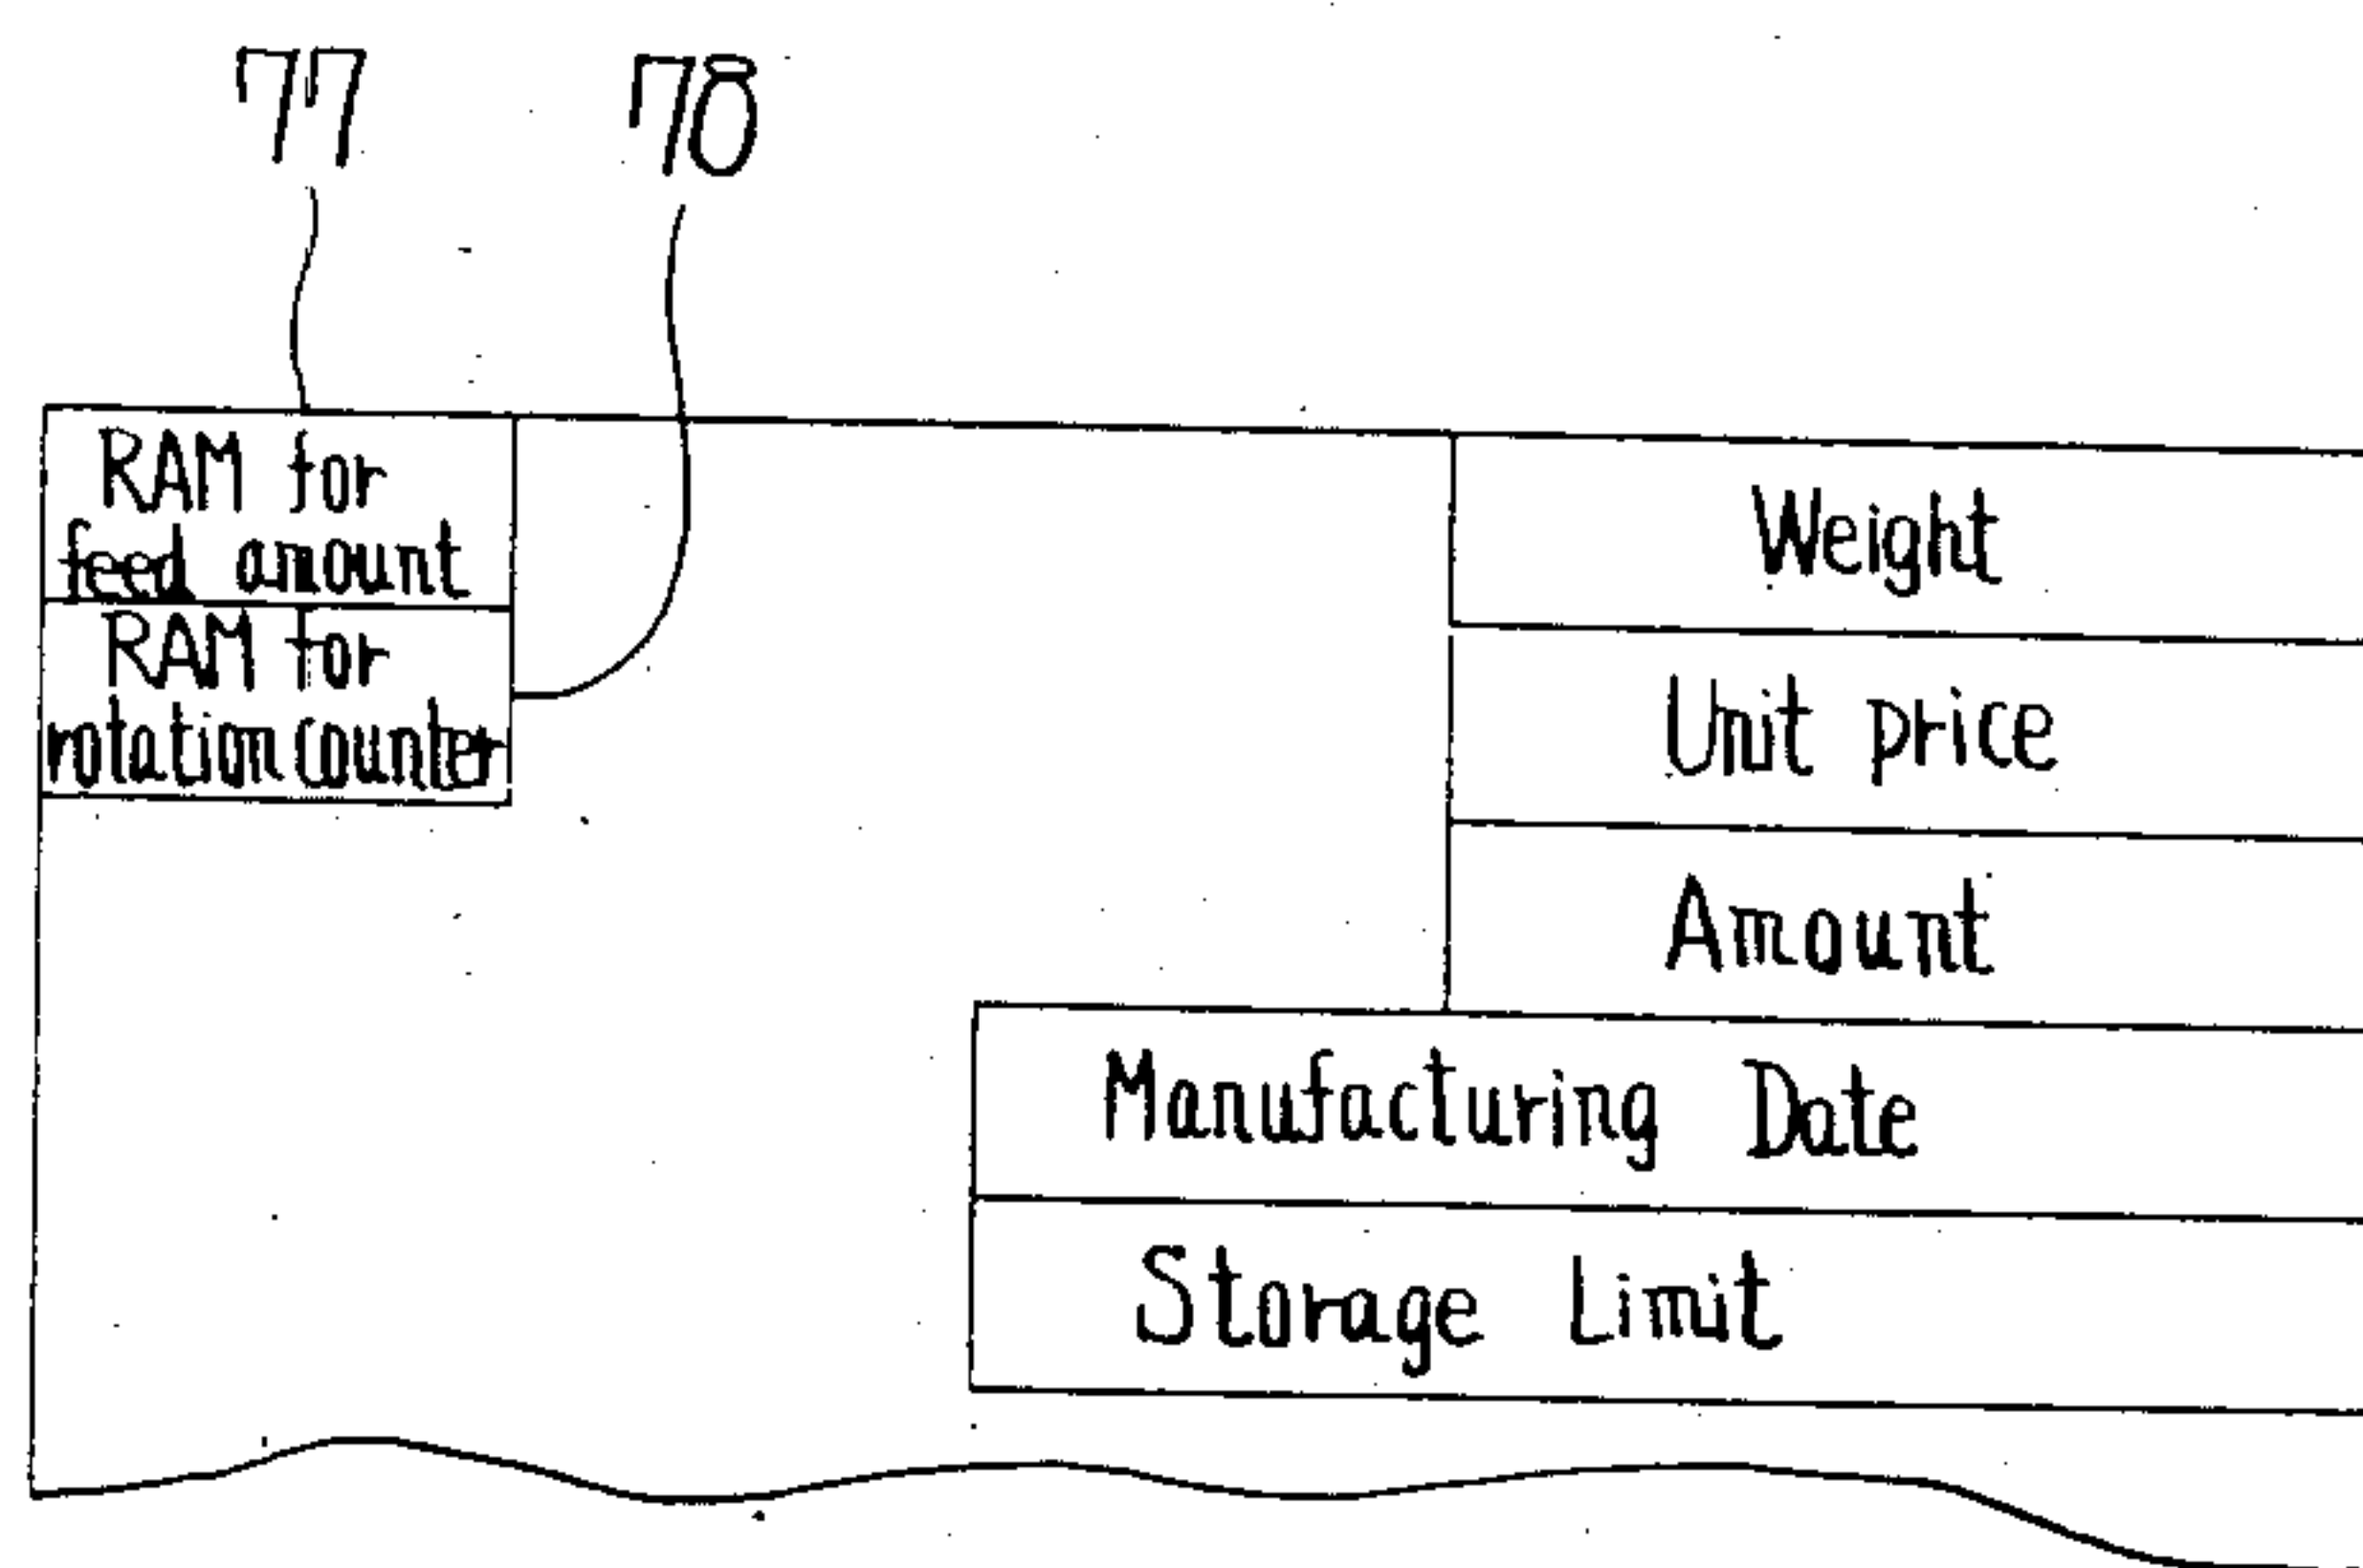 77 78
RAM for
feed amount
RAM for
rotation counter
Weight
Unit price
Amount
Manufacturing Date
Storage Limit